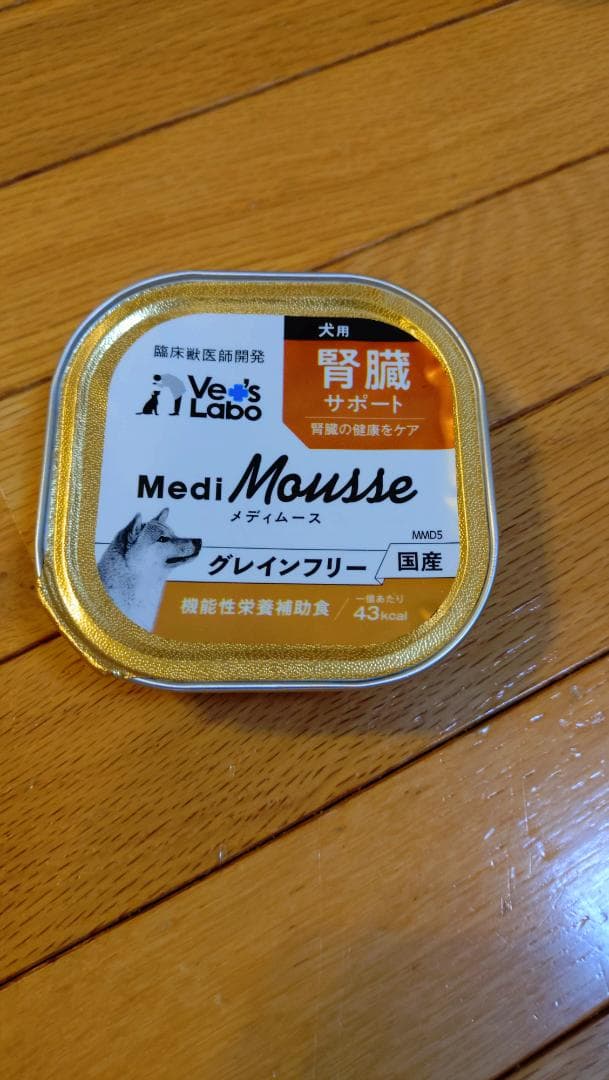 犬用
腎臓
サポート
腎臓の健康をケア
臨床獣医師開発
Vet's
Labo
Medi Mousse
メディムース
MMD5
グレインフリー
国産
機能性栄養補助食
一個あたり
43kcal